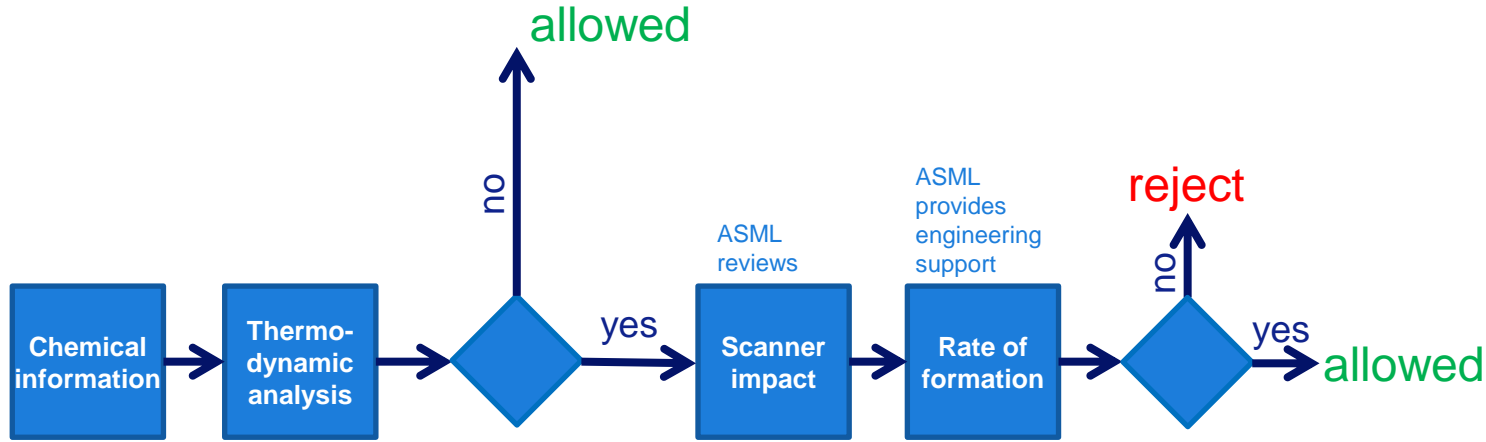 allowed
no
ASML
reviews
ASML
provides
engineering
support
reject
no
Chemical
information
Thermo-
dynamic
analysis
yes
Scanner
impact
Rate of
formation
yes
allowed